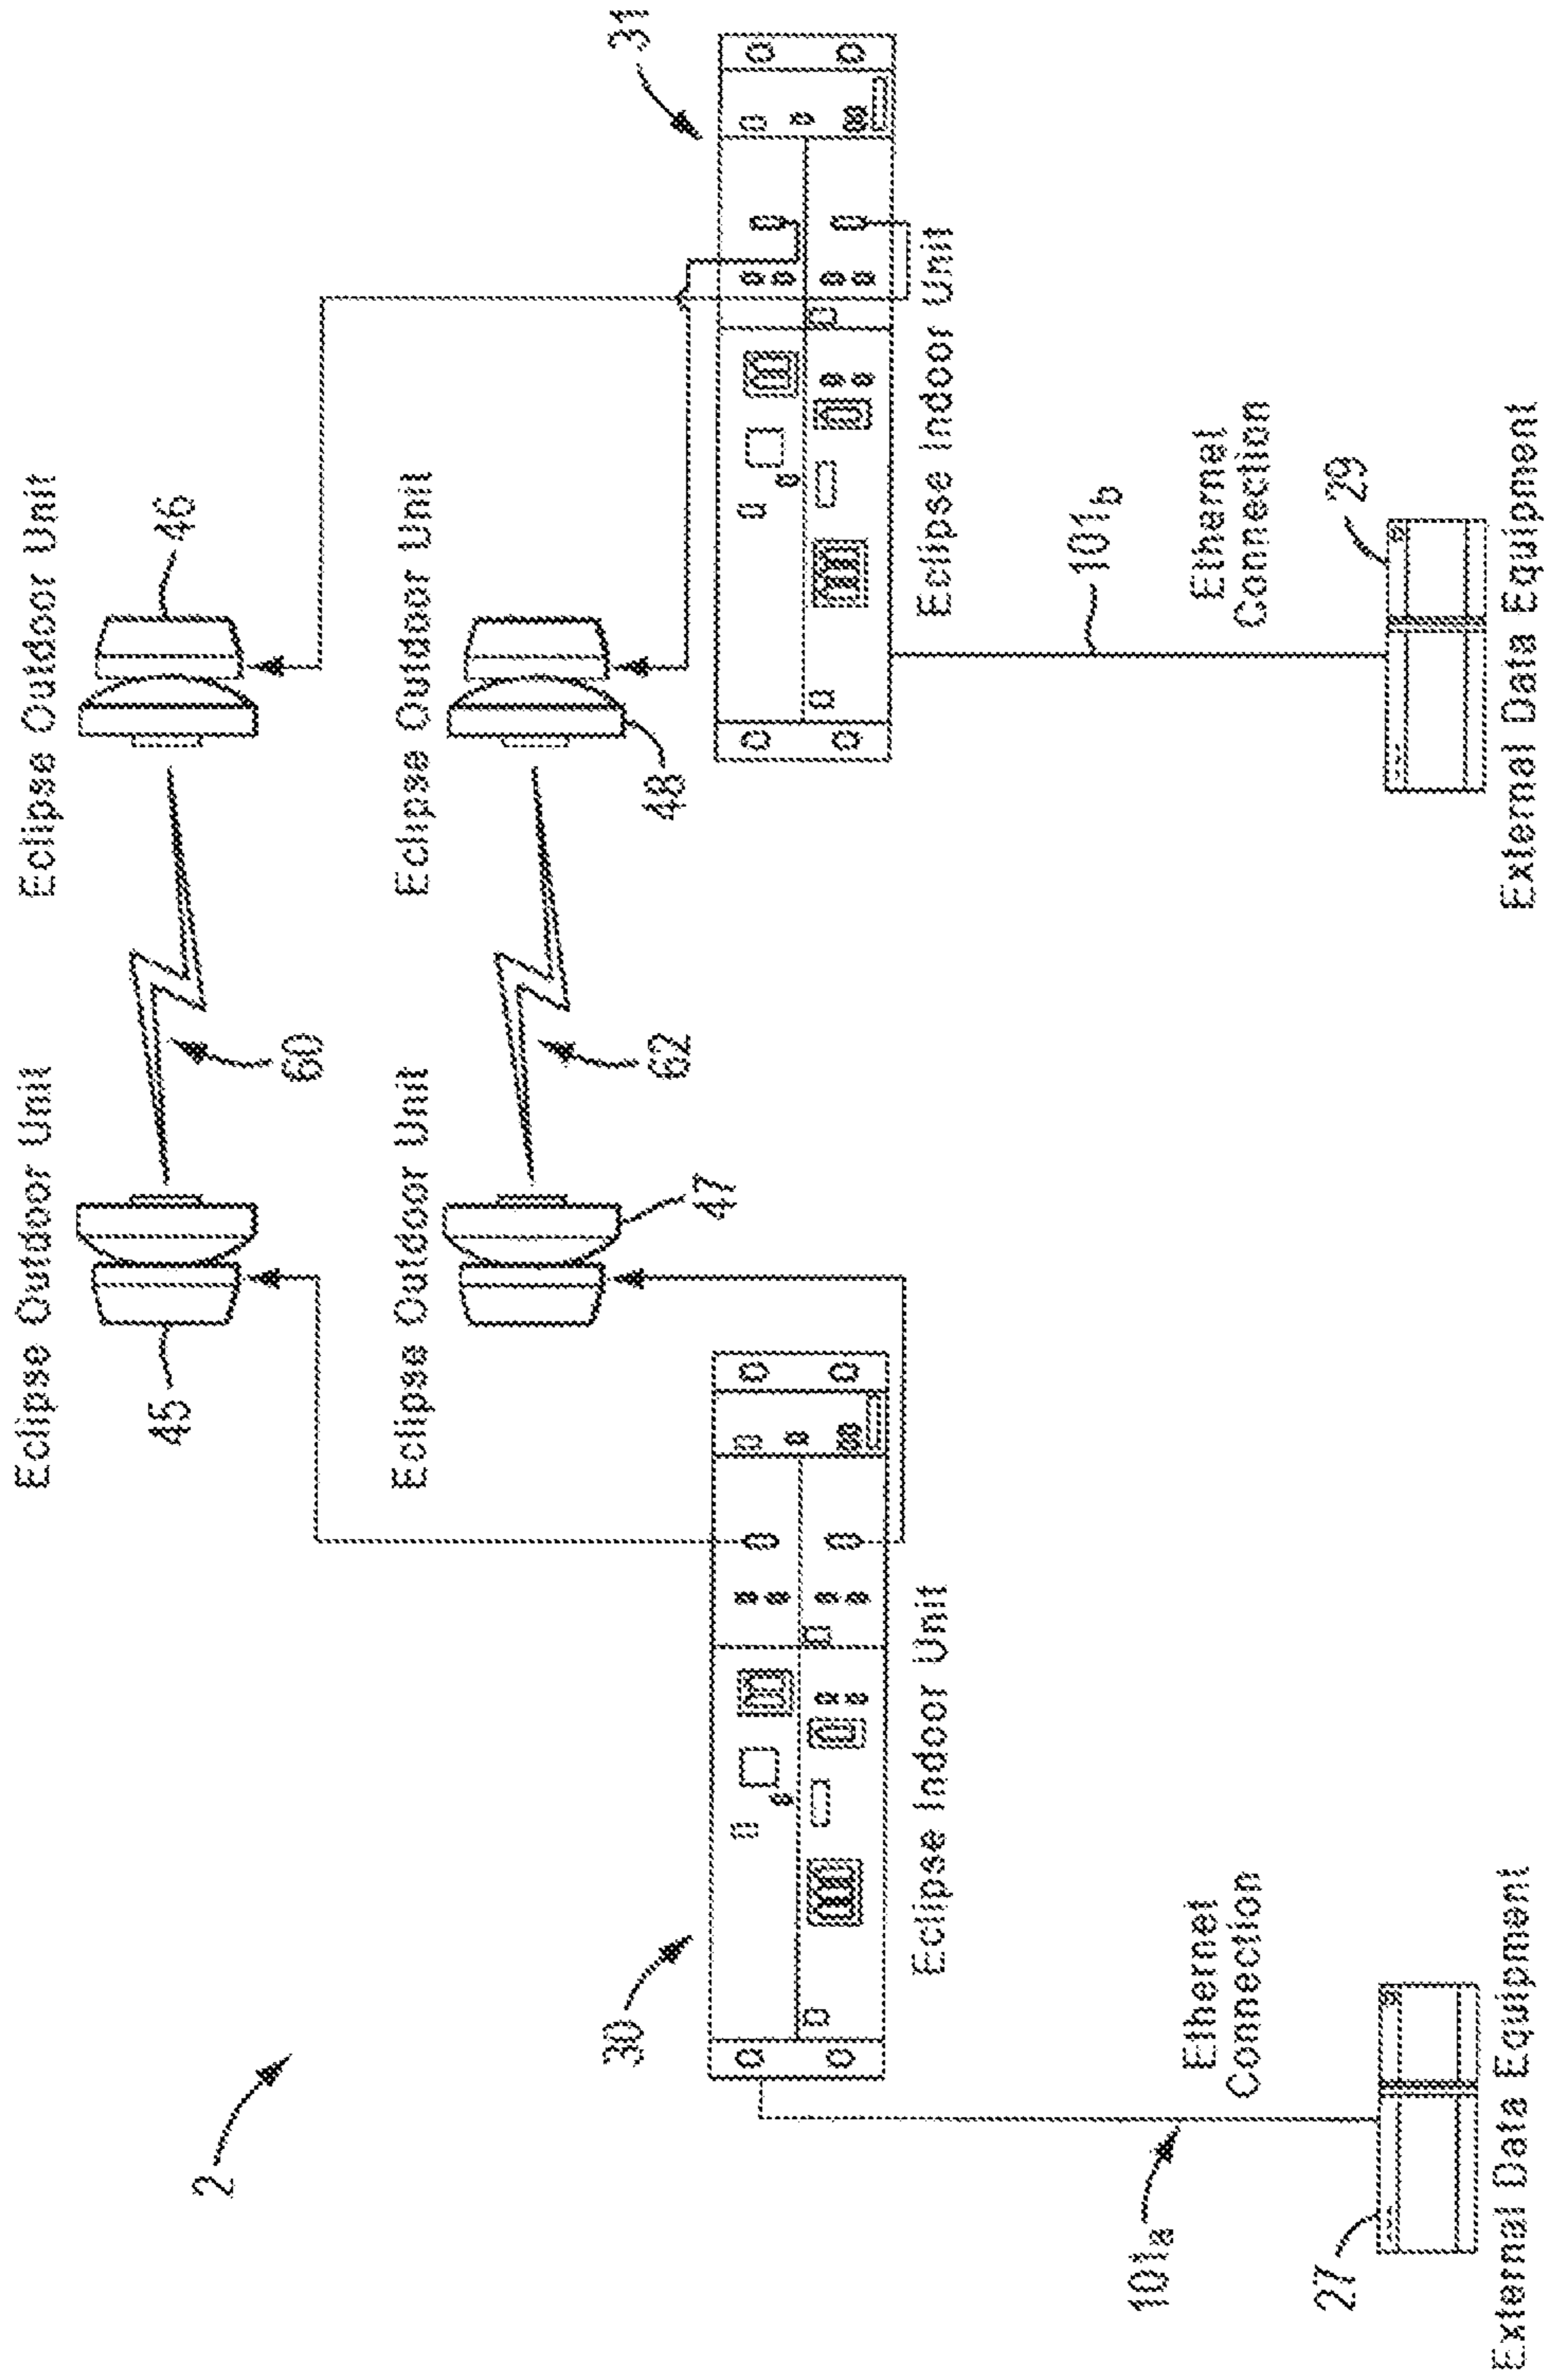 2
Eclipse Outdoor Unit
Eclipse Outdoor Unit
45
60
46
Eclipse Outdoor Unit
Eclipse Outdoor Unit
47
62
48
30
31
Eclipse Indoor Unit
Eclipse Indoor Unit
101a
Ethernet
Connection
101b
Ethernet
Connection
27
29
External Data Equipment
External Data Equipment